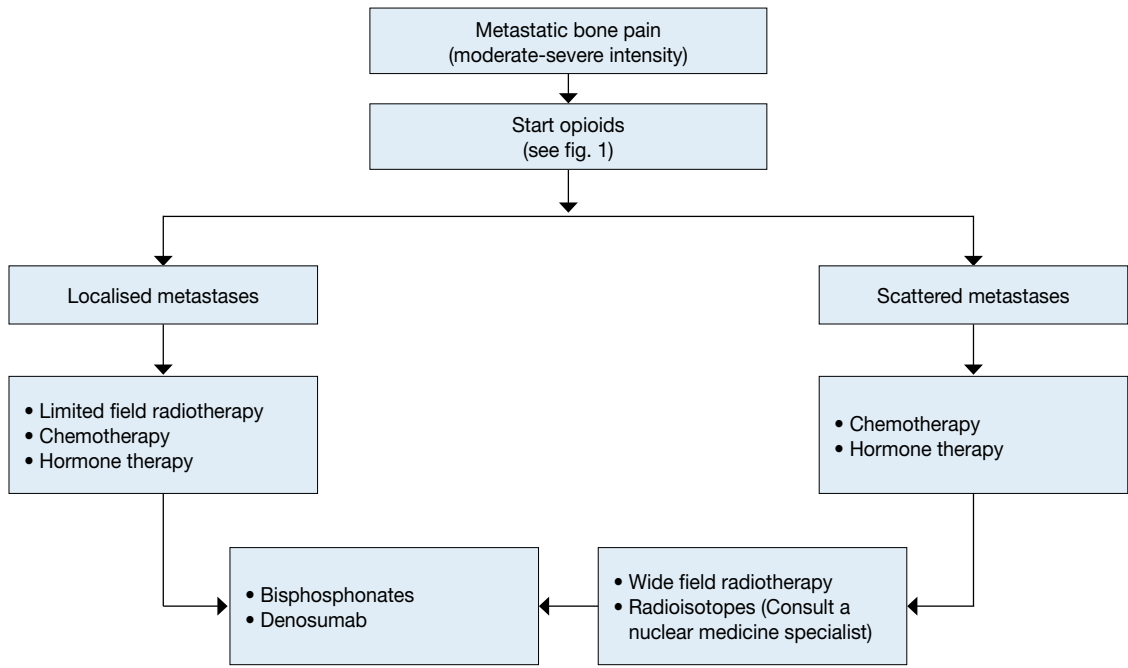 Metastatic bone pain
(moderate-severe intensity)
Start opioids
(see fig. 1)
Localised metastases
Scattered metastases
• Limited field radiotherapy
• Chemotherapy
• Hormone therapy
• Chemotherapy
• Hormone therapy
• Bisphosphonates
• Denosumab
• Wide field radiotherapy
• Radioisotopes (Consult a
nuclear medicine specialist)